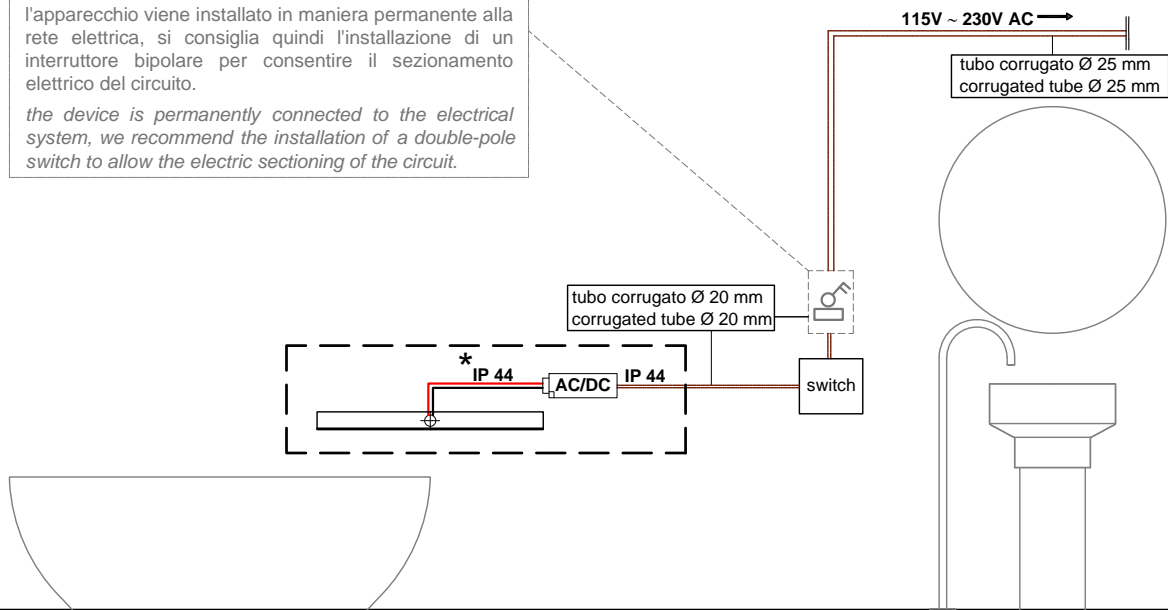 l'apparecchio viene installato in maniera permanente alla
rete elettrica, si consiglia quindi l'installazione di un
interruttore bipolare per consentire il sezionamento
elettrico del circuito.
the device is permanently connected to the electrical
system, we recommend the installation of a double-pole
switch to allow the electric sectioning of the circuit.
115V ~ 230V AC
tubo corrugato Ø 25 mm
corrugated tube Ø 25 mm
tubo corrugato Ø 20 mm
corrugated tube Ø 20 mm
* IP 44
AC/DC
IP 44
switch